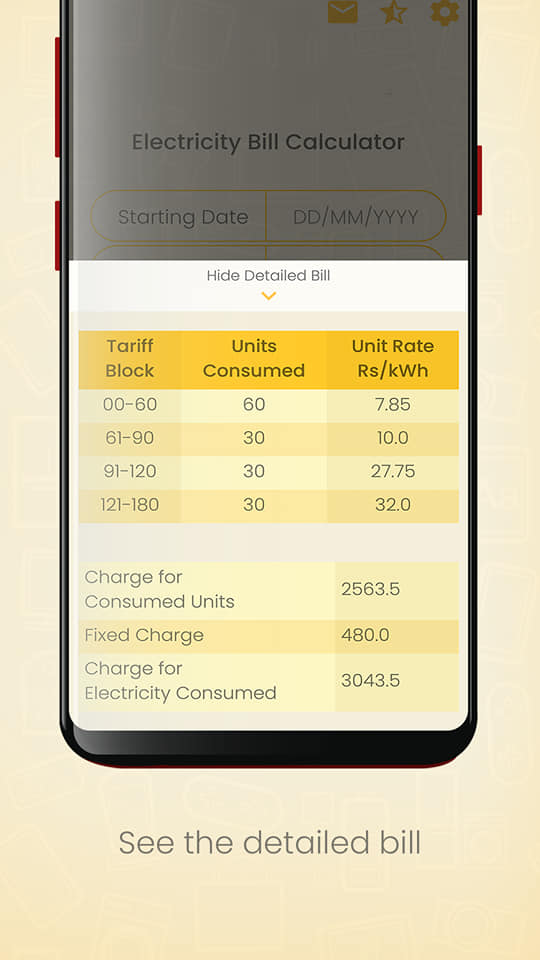 Electricity Bill Calculator
Starting Date DD/MM/YYYY
Hide Detailed Bill
Tariff Block Units Consumed Unit Rate Rs/kWh
00-60 60 7.85
61-90 30 10.0
91-120 30 27.75
121-180 30 32.0
Charge for
Consumed Units 2563.5
Fixed Charge 480.0
Charge for
Electricity Consumed 3043.5
See the detailed bill